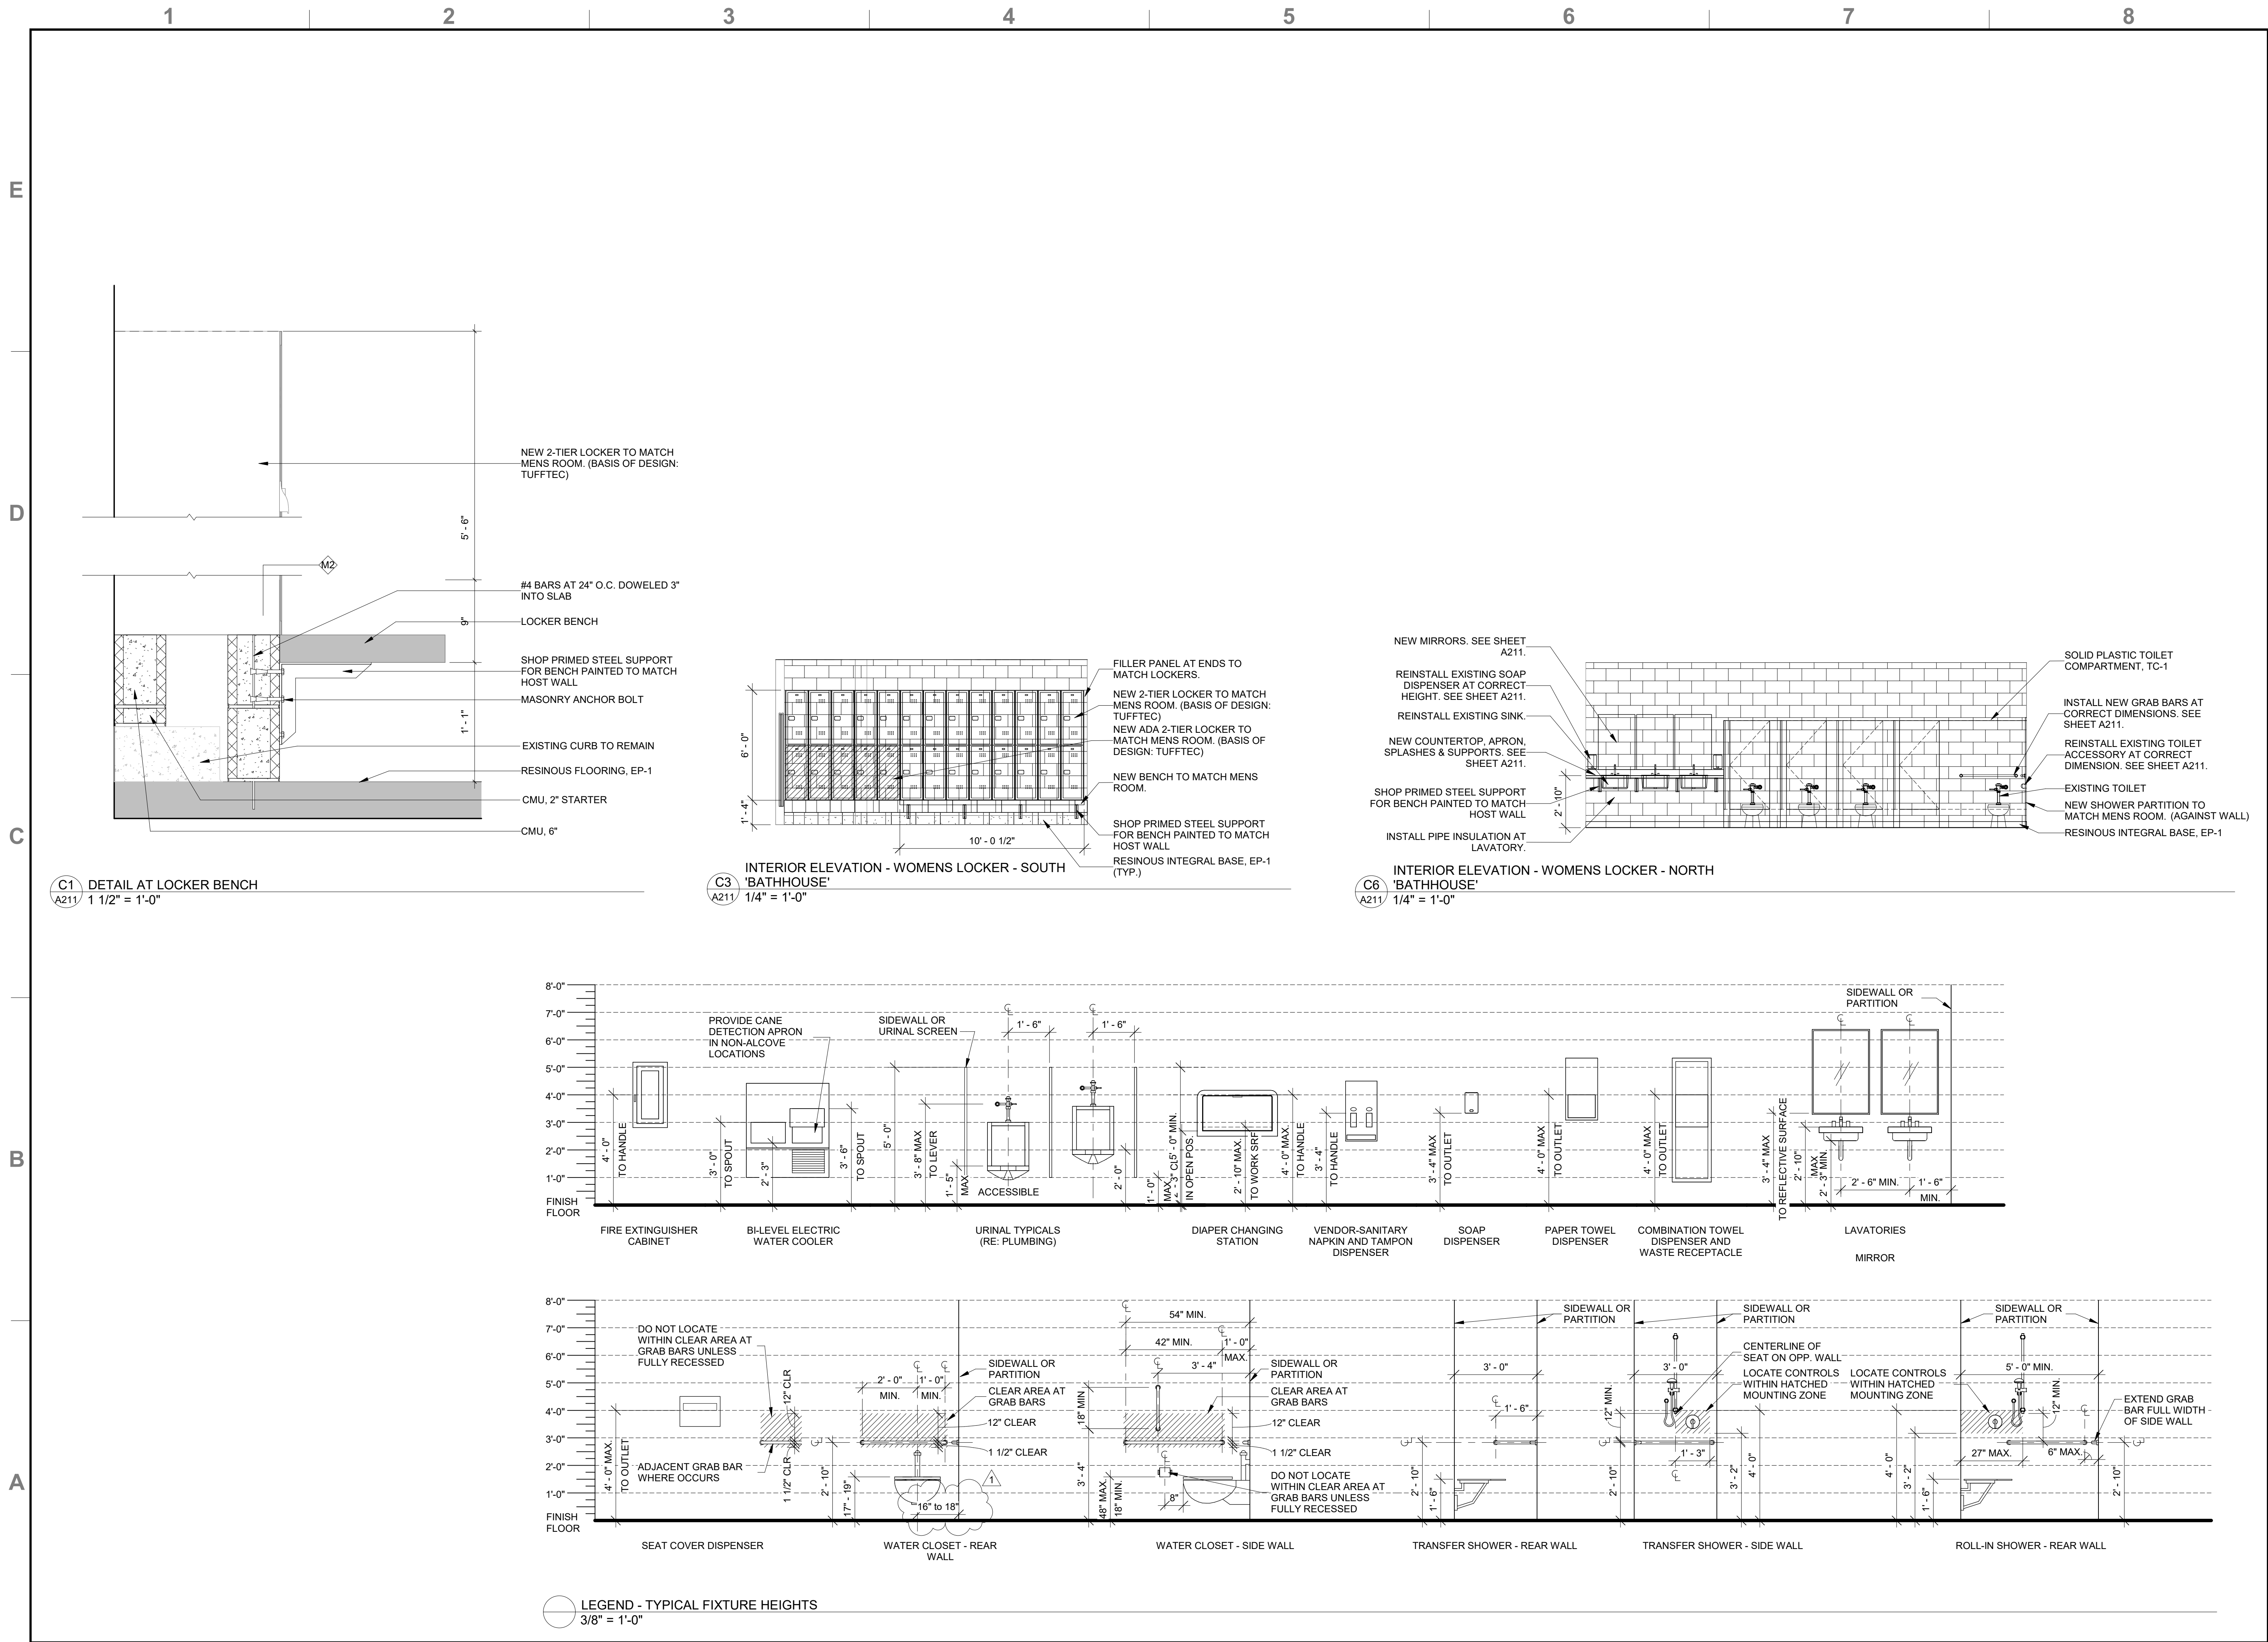 1
2
3
4
5
6
7
8
E
D
C
B
A
NEW 2-TIER LOCKER TO MATCH
MENS ROOM. (BASIS OF DESIGN:
TUFFTEC)
5' - 6"
M2
#4 BARS AT 24" O.C. DOWELED 3"
INTO SLAB
LOCKER BENCH
9"
SHOP PRIMED STEEL SUPPORT
FOR BENCH PAINTED TO MATCH
HOST WALL
MASONRY ANCHOR BOLT
1' - 1"
EXISTING CURB TO REMAIN
RESINOUS FLOORING, EP-1
CMU, 2" STARTER
CMU, 6"
C1
A211
DETAIL AT LOCKER BENCH
1 1/2" = 1'-0"
FILLER PANEL AT ENDS TO
MATCH LOCKERS.
NEW 2-TIER LOCKER TO MATCH
MENS ROOM. (BASIS OF DESIGN:
TUFFTEC)
NEW ADA 2-TIER LOCKER TO
MATCH MENS ROOM. (BASIS OF
DESIGN: TUFFTEC)
NEW BENCH TO MATCH MENS
ROOM.
SHOP PRIMED STEEL SUPPORT
FOR BENCH PAINTED TO MATCH
HOST WALL
RESINOUS INTEGRAL BASE, EP-1
(TYP.)
6' - 0"
1' - 4"
10' - 0 1/2"
C3
A211
INTERIOR ELEVATION - WOMENS LOCKER - SOUTH
'BATHHOUSE'
1/4" = 1'-0"
NEW MIRRORS. SEE SHEET
A211.
REINSTALL EXISTING SOAP
DISPENSER AT CORRECT
HEIGHT. SEE SHEET A211.
REINSTALL EXISTING SINK.
NEW COUNTERTOP, APRON,
SPLASHES & SUPPORTS. SEE
SHEET A211.
SHOP PRIMED STEEL SUPPORT
FOR BENCH PAINTED TO MATCH
HOST WALL
INSTALL PIPE INSULATION AT
LAVATORY.
2' - 10"
SOLID PLASTIC TOILET
COMPARTMENT, TC-1
INSTALL NEW GRAB BARS AT
CORRECT DIMENSIONS. SEE
SHEET A211.
REINSTALL EXISTING TOILET
ACCESSORY AT CORRECT
DIMENSION. SEE SHEET A211.
EXISTING TOILET
NEW SHOWER PARTITION TO
MATCH MENS ROOM. (AGAINST WALL)
RESINOUS INTEGRAL BASE, EP-1
C6
A211
INTERIOR ELEVATION - WOMENS LOCKER - NORTH
'BATHHOUSE'
1/4" = 1'-0"
8'-0"
7'-0"
6'-0"
5'-0"
4'-0"
3'-0"
2'-0"
1'-0"
FINISH
FLOOR
4' - 0"
TO HANDLE
FIRE EXTINGUISHER
CABINET
PROVIDE CANE
DETECTION APRON
IN NON-ALCOVE
LOCATIONS
3' - 0"
TO SPOUT
2' - 3"
3' - 6"
TO SPOUT
BI-LEVEL ELECTRIC
WATER COOLER
SIDEWALL OR
URINAL SCREEN
5' - 0"
3' - 8" MAX
TO LEVER
1' - 5"
MAX
1' - 6"
1' - 6"
ACCESSIBLE
2' - 0"
1' - 0"
MAX
URINAL TYPICALS
(RE: PLUMBING)
5' - 0" MIN.
IN OPEN POS.
2' - 10" MAX.
TO WORK SRF
4' - 0" MAX.
TO HANDLE
DIAPER CHANGING
STATION
3' - 4"
TO HANDLE
VENDOR-SANITARY
NAPKIN AND TAMPON
DISPENSER
3' - 4" MAX
TO OUTLET
SOAP
DISPENSER
4' - 0" MAX
TO OUTLET
PAPER TOWEL
DISPENSER
4' - 0" MAX
TO OUTLET
COMBINATION TOWEL
DISPENSER AND
WASTE RECEPTACLE
3' - 4" MAX
TO REFLECTIVE SURFACE
2' - 10"
MAX
2' - 3" MIN.
2' - 6" MIN.
1' - 6"
MIN.
SIDEWALL OR
PARTITION
LAVATORIES
MIRROR
8'-0"
7'-0"
6'-0"
5'-0"
4'-0"
3'-0"
2'-0"
1'-0"
FINISH
FLOOR
DO NOT LOCATE
WITHIN CLEAR AREA AT
GRAB BARS UNLESS
FULLY RECESSED
4' - 0" MAX.
TO OUTLET
ADJACENT GRAB BAR
WHERE OCCURS
12" CLR
1 1/2" CLR
SEAT COVER DISPENSER
2' - 0"
MIN.
1' - 0"
MIN.
SIDEWALL OR
PARTITION
CLEAR AREA AT
GRAB BARS
12" CLEAR
1 1/2" CLEAR
2' - 10"
17" - 19"
16" to 18"
1
WATER CLOSET - REAR
WALL
54" MIN.
42" MIN.
1' - 0"
MAX.
3' - 4"
18" MIN.
SIDEWALL OR
PARTITION
CLEAR AREA AT
GRAB BARS
12" CLEAR
1 1/2" CLEAR
DO NOT LOCATE
WITHIN CLEAR AREA AT
GRAB BARS UNLESS
FULLY RECESSED
3' - 4"
48" MAX.
18" MIN.
8"
WATER CLOSET - SIDE WALL
SIDEWALL OR
PARTITION
3' - 0"
1' - 6"
2' - 10"
1' - 6"
TRANSFER SHOWER - REAR WALL
SIDEWALL OR
PARTITION
CENTERLINE OF
SEAT ON OPP. WALL
LOCATE CONTROLS
WITHIN HATCHED
MOUNTING ZONE
3' - 0"
12" MIN.
1' - 3"
2' - 10"
3' - 2"
4' - 0"
TRANSFER SHOWER - SIDE WALL
SIDEWALL OR
PARTITION
LOCATE CONTROLS
WITHIN HATCHED
MOUNTING ZONE
5' - 0" MIN.
12" MIN.
EXTEND GRAB
BAR FULL WIDTH
OF SIDE WALL
27" MAX.
6" MAX.
4' - 0"
3' - 2"
1' - 6"
2' - 10"
ROLL-IN SHOWER - REAR WALL
LEGEND - TYPICAL FIXTURE HEIGHTS
3/8" = 1'-0"